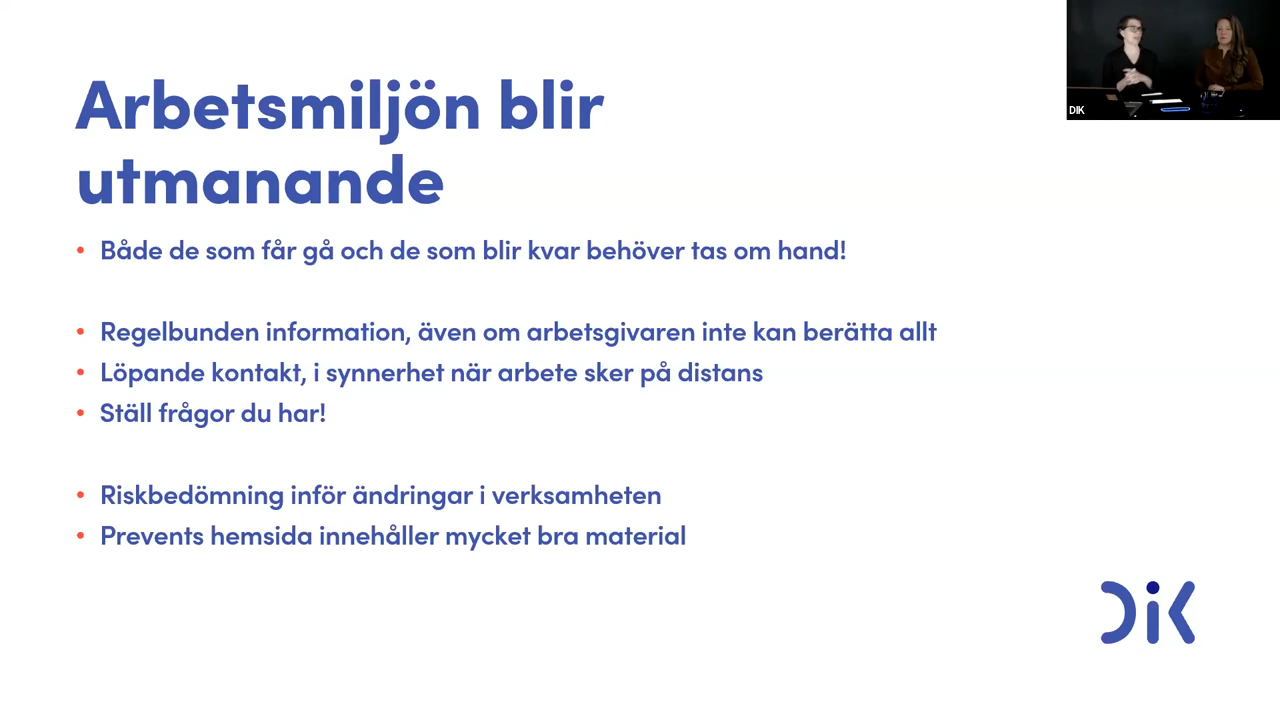 DIK
Arbetsmiljön blir
utmanande
• Både de som får gå och de som blir kvar behöver tas om hand!
• Regelbunden information, även om arbetsgivaren inte kan berätta allt
• Löpande kontakt, i synnerhet när arbete sker på distans
• Ställ frågor du har!
• Riskbedömning inför ändringar i verksamheten
• Prevents hemsida innehåller mycket bra material
DiK